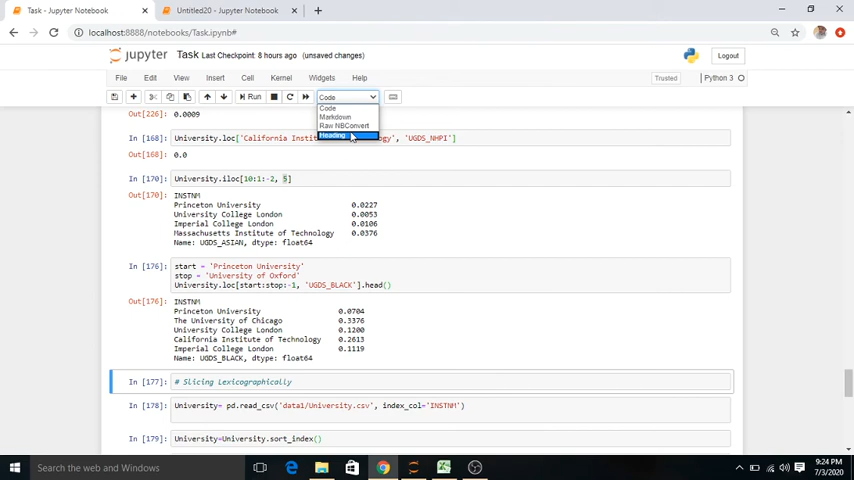 Task - Jupyter Notebook
Untitled20 - Jupyter Notebook
localhost:8888/notebooks/Task.ipynb#
jupyter Task Last Checkpoint: 8 hours ago (unsaved changes)
Logout
File Edit View Insert Cell Kernel Widgets Help
Trusted Python 3
Run Code
Code
Markdown
Raw NBConvert
Heading
Out[226]: 0.0009
In [168]: University.loc['California Insti ogy', 'UGDS_NHPI']
Out[168]: 0.0
In [170]: University.iloc[10:1:-2, 5]
Out[170]: INSTNM
Princeton University 0.0227
University College London 0.0053
Imperial College London 0.0106
Massachusetts Institute of Technology 0.0376
Name: UGDS_ASIAN, dtype: float64
In [176]: start = 'Princeton University'
stop = 'University of Oxford'
University.loc[start:stop:-1, 'UGDS_BLACK'].head()
Out[176]: INSTNM
Princeton University 0.0704
The University of Chicago 0.3376
University College London 0.1200
California Institute of Technology 0.2613
Imperial College London 0.1119
Name: UGDS_BLACK, dtype: float64
In [177]: # Slicing Lexicographically
In [178]: University= pd.read_csv('data1/University.csv', index_col='INSTNM')
In [179]: University=University.sort_index()
Search the web and Windows
9:24 PM
7/3/2020